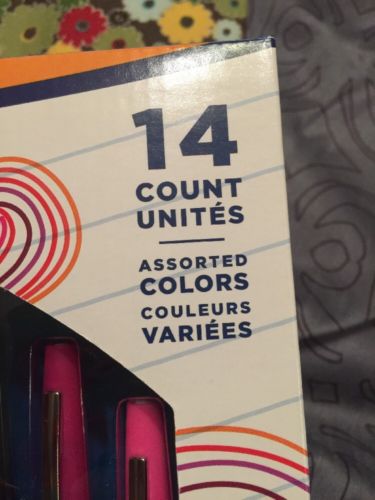 14
COUNT
UNITÉS
ASSORTED
COLORS
COULEURS
VARIÉES